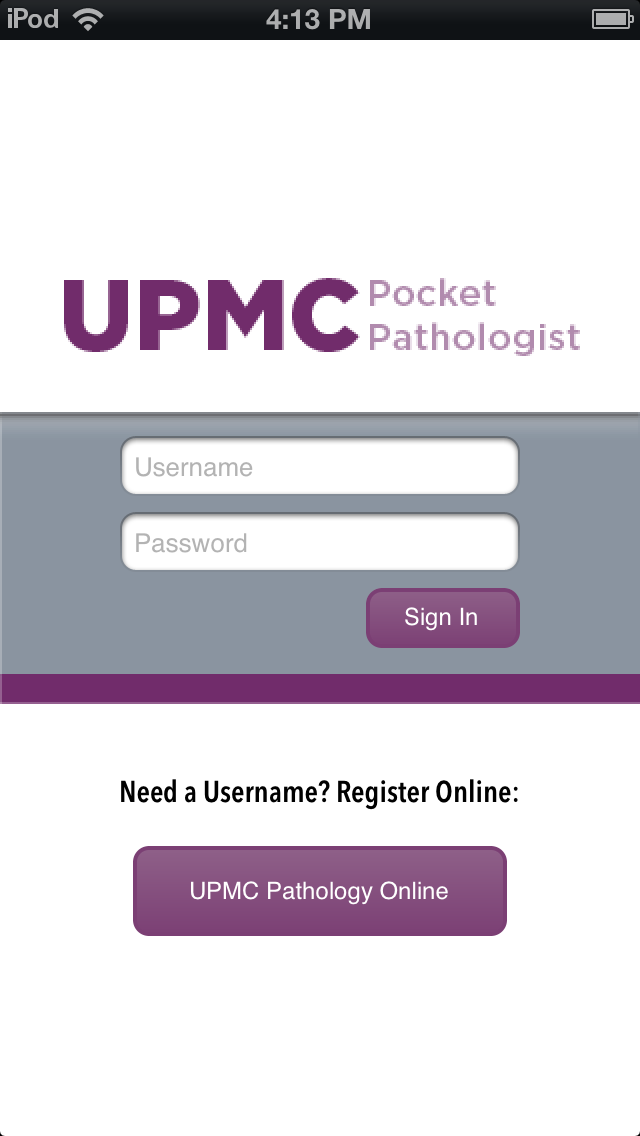 iPod 4:13 PM
UPMC Pocket
Pathologist
Username
Password
Sign In
Need a Username? Register Online:
UPMC Pathology Online